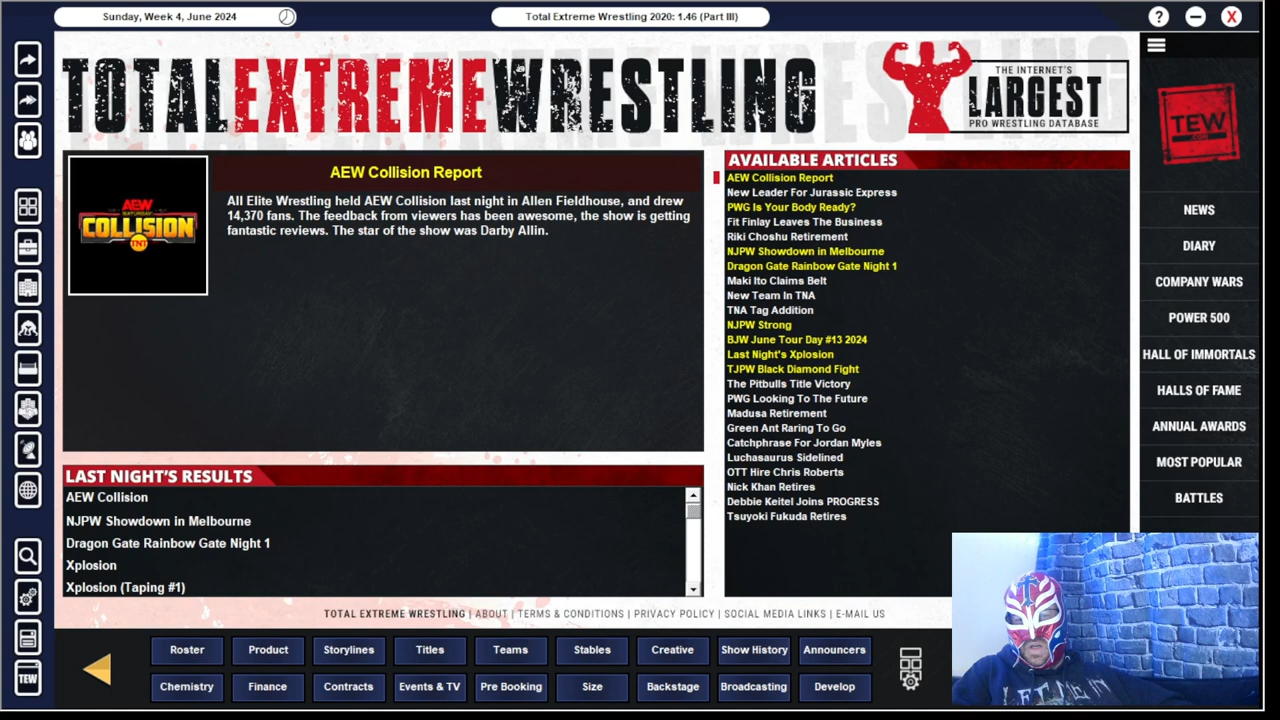 Sunday, Week 4, June 2024
Total Extreme Wrestling 2020: 1.46 (Part III)
?
X
TOTALEXTREMEWRESTLING
THE INTERNET'S
LARGEST
PRO WRESTLING DATABASE
TEW
.COM
AEW Collision Report
AEW
SATURDAY
COLLISION
TNT
All Elite Wrestling held AEW Collision last night in Allen Fieldhouse, and drew
14,370 fans. The feedback from viewers has been awesome, the show is getting
fantastic reviews. The star of the show was Darby Allin.
AVAILABLE ARTICLES
AEW Collision Report
New Leader For Jurassic Express
PWG Is Your Body Ready?
Fit Finlay Leaves The Business
Riki Choshu Retirement
NJPW Showdown in Melbourne
Dragon Gate Rainbow Gate Night 1
Maki Ito Claims Belt
New Team In TNA
TNA Tag Addition
NJPW Strong
BJW June Tour Day #13 2024
Last Night's Xplosion
TJPW Black Diamond Fight
The Pitbulls Title Victory
PWG Looking To The Future
Madusa Retirement
Green Ant Raring To Go
Catchphrase For Jordan Myles
Luchasaurus Sidelined
OTT Hire Chris Roberts
Nick Khan Retires
Debbie Keitel Joins PROGRESS
Tsuyoki Fukuda Retires
NEWS
DIARY
COMPANY WARS
POWER 500
HALL OF IMMORTALS
HALLS OF FAME
ANNUAL AWARDS
MOST POPULAR
BATTLES
LAST NIGHT'S RESULTS
AEW Collision
NJPW Showdown in Melbourne
Dragon Gate Rainbow Gate Night 1
Xplosion
Xplosion (Taping #1)
TOTAL EXTREME WRESTLING | ABOUT | TERMS & CONDITIONS | PRIVACY POLICY | SOCIAL MEDIA LINKS | E-MAIL US
Roster
Product
Storylines
Titles
Teams
Stables
Creative
Show History
Announcers
Chemistry
Finance
Contracts
Events & TV
Pre Booking
Size
Backstage
Broadcasting
Develop
TEW